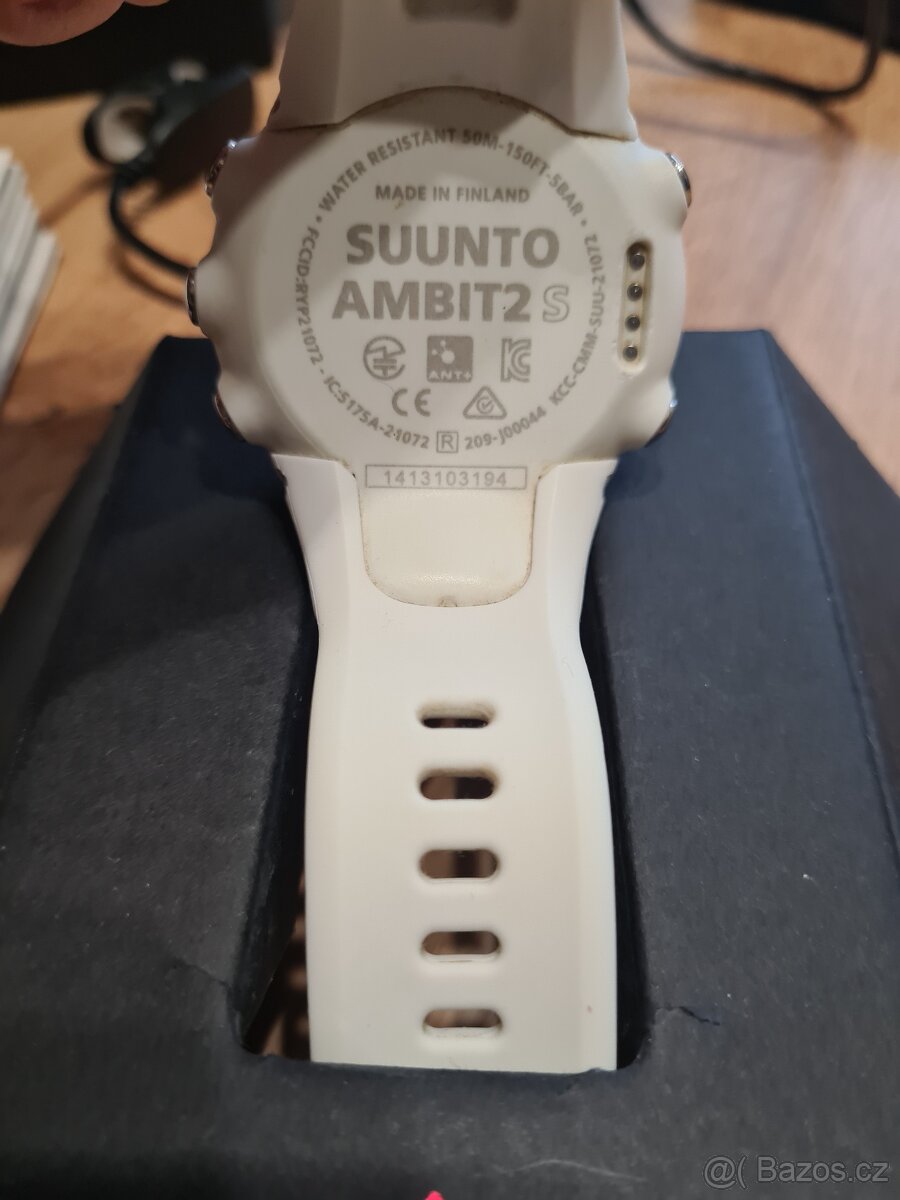 • WATER RESISTANT 50M-150FT-5BAR •
MADE IN FINLAND
SUUNTO
AMBIT2 S
ANT+
CE
FCCID:RYP21072 - IC:5175A-21072 R 209-J00044 KCC-CMM-SUU-21072
1413103194
@( Bazos.cz